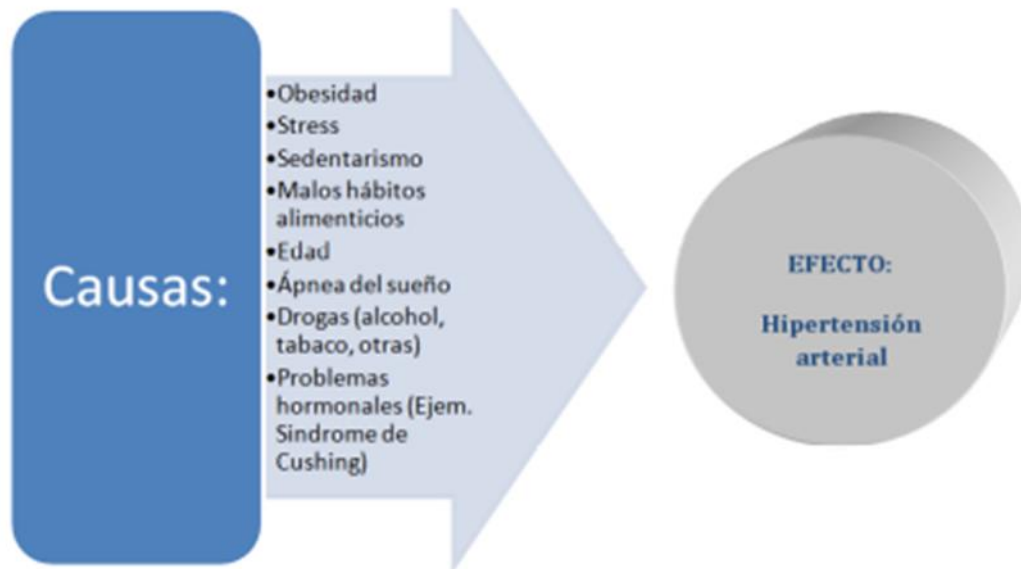 Causas:
•Obesidad
•Stress
•Sedentarismo
•Malos hábitos
alimenticios
•Edad
•Ápnea del sueño
•Drogas (alcohol,
tabaco, otras)
•Problemas
hormonales (Ejem.
Sindrome de
Cushing)
EFECTO:
Hipertensión
arterial